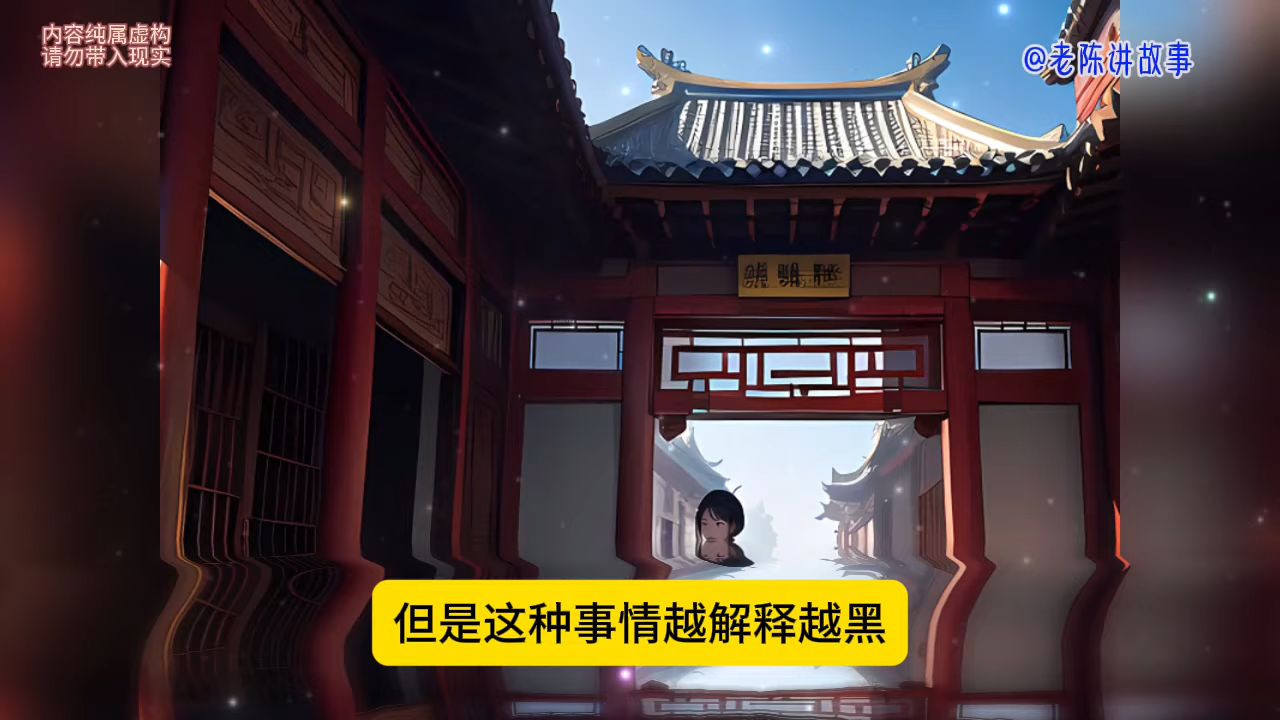 内容纯属虚构
请勿带入现实
@老陈讲故事
但是这种事情越解释越黑